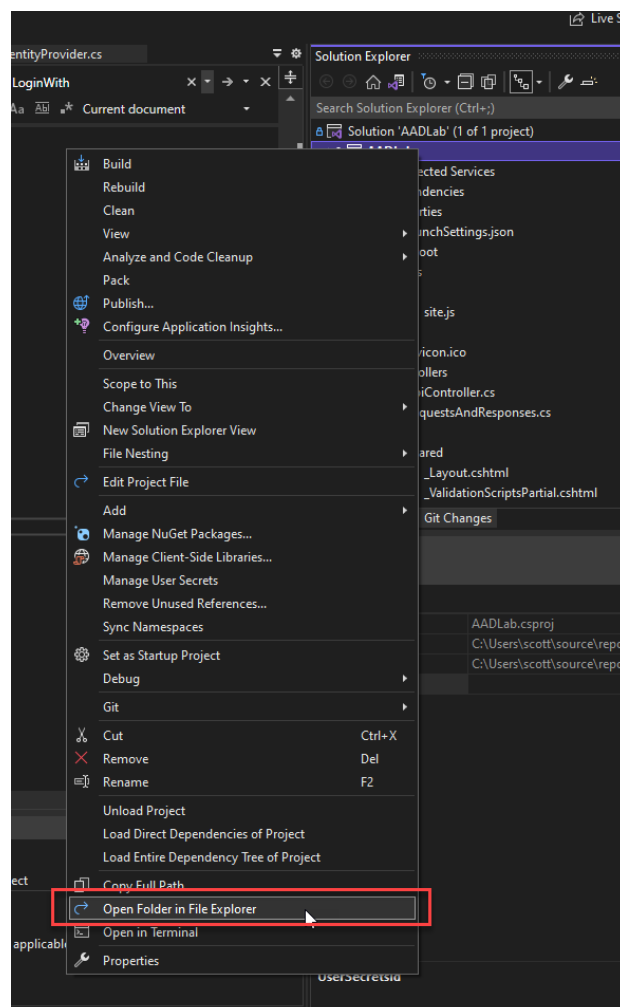 Live S
entityProvider.cs
Solution Explorer
LoginWith
Aa Abl .* Current document
Search Solution Explorer (Ctrl+;)
Solution 'AADLab' (1 of 1 project)
Build
Rebuild
Clean
View
Analyze and Code Cleanup
Pack
Publish...
Configure Application Insights...
Overview
Scope to This
Change View To
New Solution Explorer View
File Nesting
Edit Project File
Add
Manage NuGet Packages...
Manage Client-Side Libraries...
Manage User Secrets
Remove Unused References...
Sync Namespaces
Set as Startup Project
Debug
Git
Cut Ctrl+X
Remove Del
Rename F2
Unload Project
Load Direct Dependencies of Project
Load Entire Dependency Tree of Project
Copy Full Path
Open Folder in File Explorer
Open in Terminal
Properties
ected Services
ndencies
rties
unchSettings.json
oot
s
site.js
vicon.ico
ollers
iController.cs
questsAndResponses.cs
ared
_Layout.cshtml
_ValidationScriptsPartial.cshtml
Git Changes
AADLab.csproj
C:\Users\scott\source\repo
C:\Users\scott\source\repo
ect
applicable
UserSecretsId